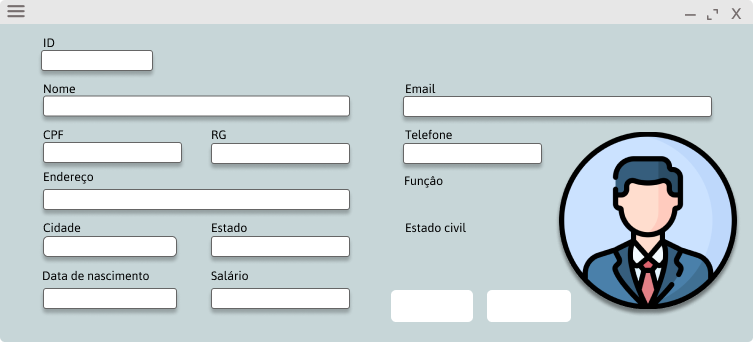 ID
Nome
Email
CPF
RG
Telefone
Endereço
Função
Cidade
Estado
Estado civil
Data de nascimento
Salário